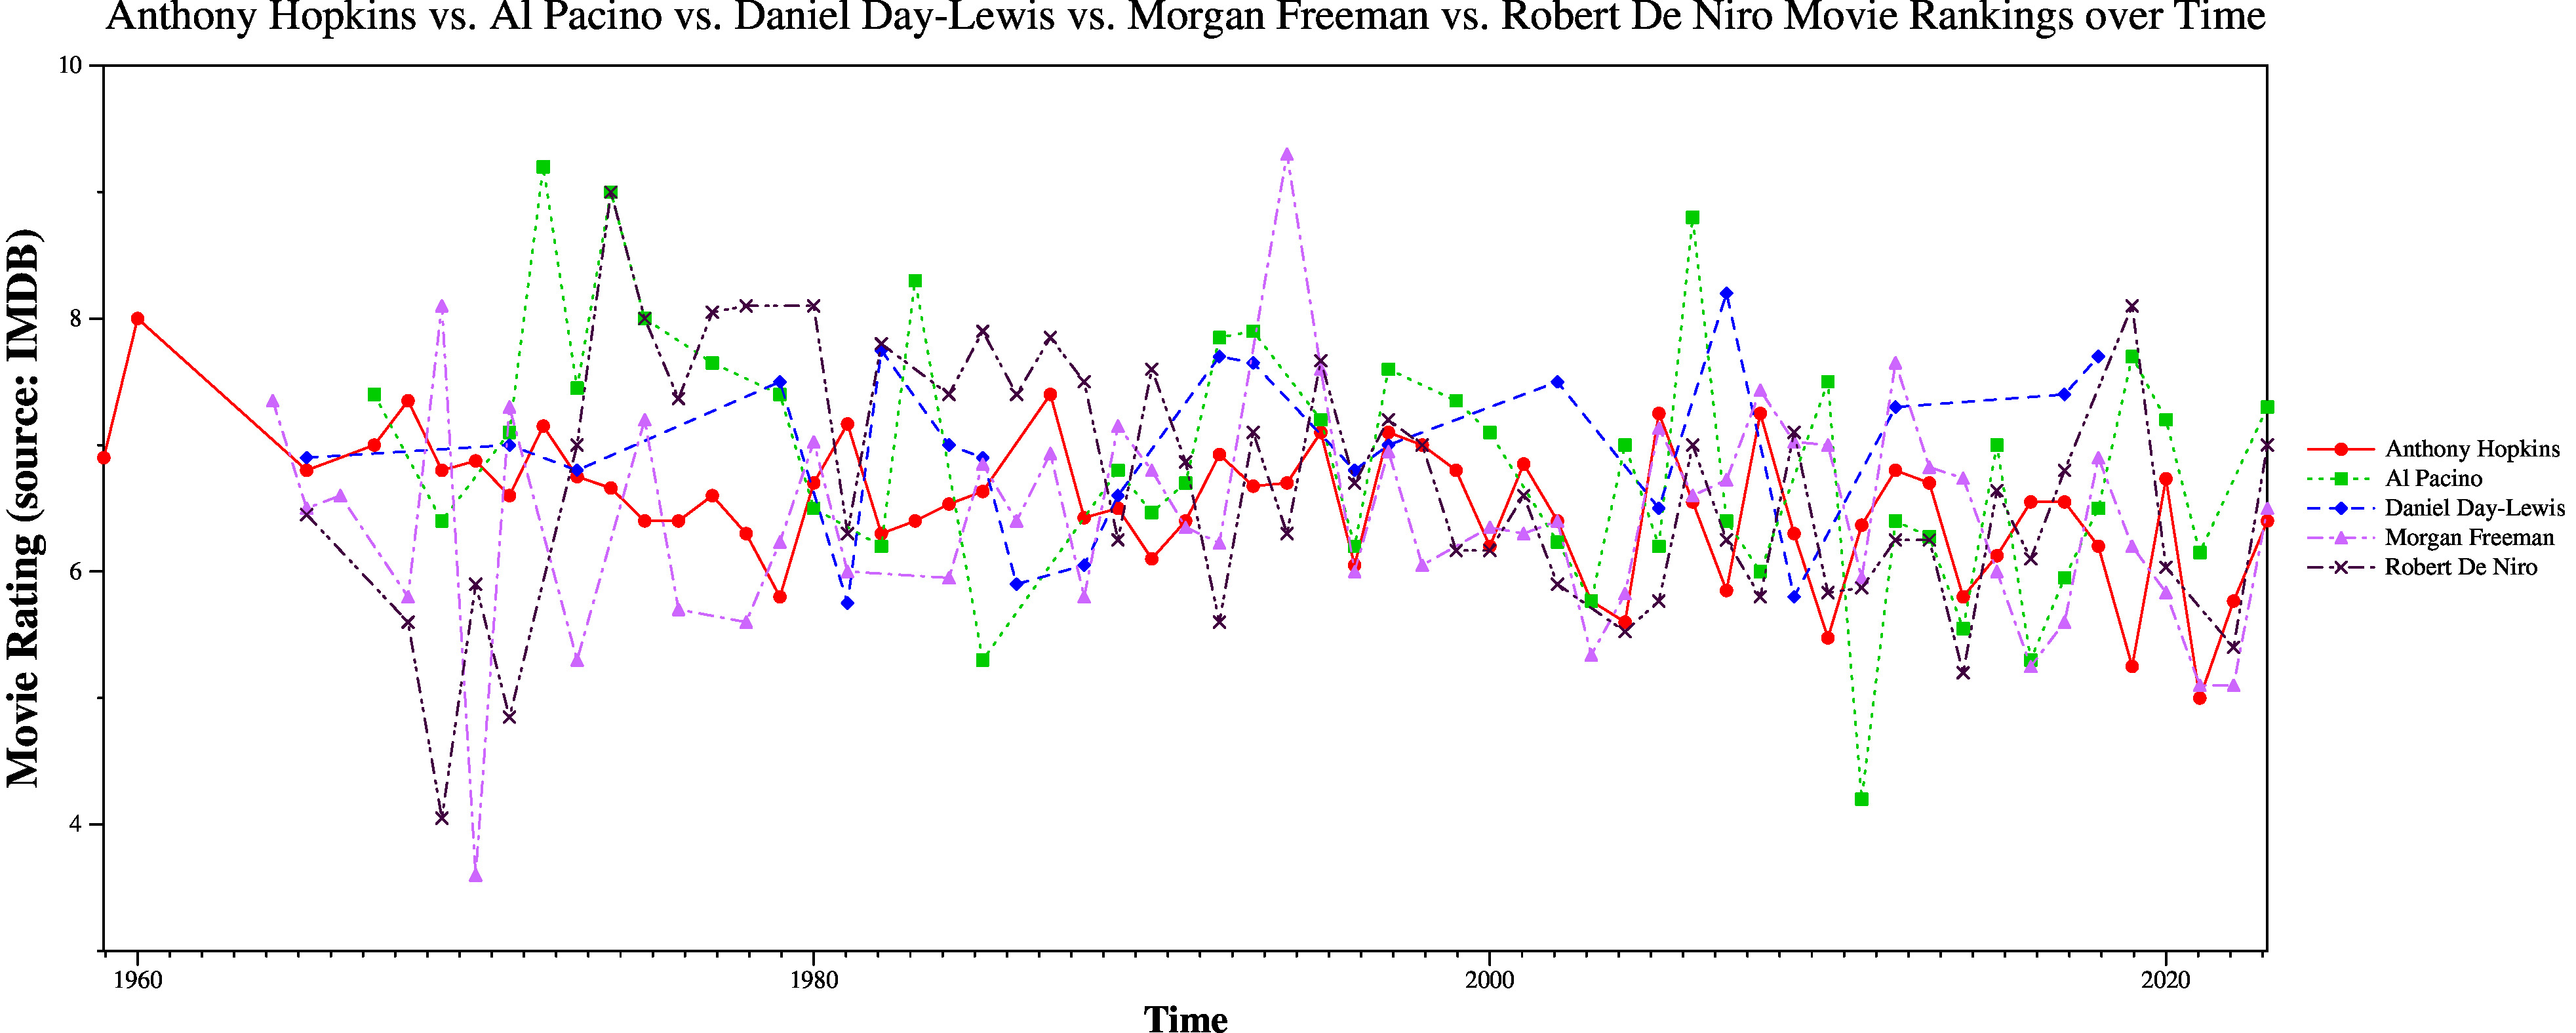 Anthony Hopkins vs. Al Pacino vs. Daniel Day-Lewis vs. Morgan Freeman vs. Robert De Niro Movie Rankings over Time
10
8
6
4
Movie Rating (source: IMDB)
1960
1980
2000
2020
Time
Anthony Hopkins
Al Pacino
Daniel Day-Lewis
Morgan Freeman
Robert De Niro